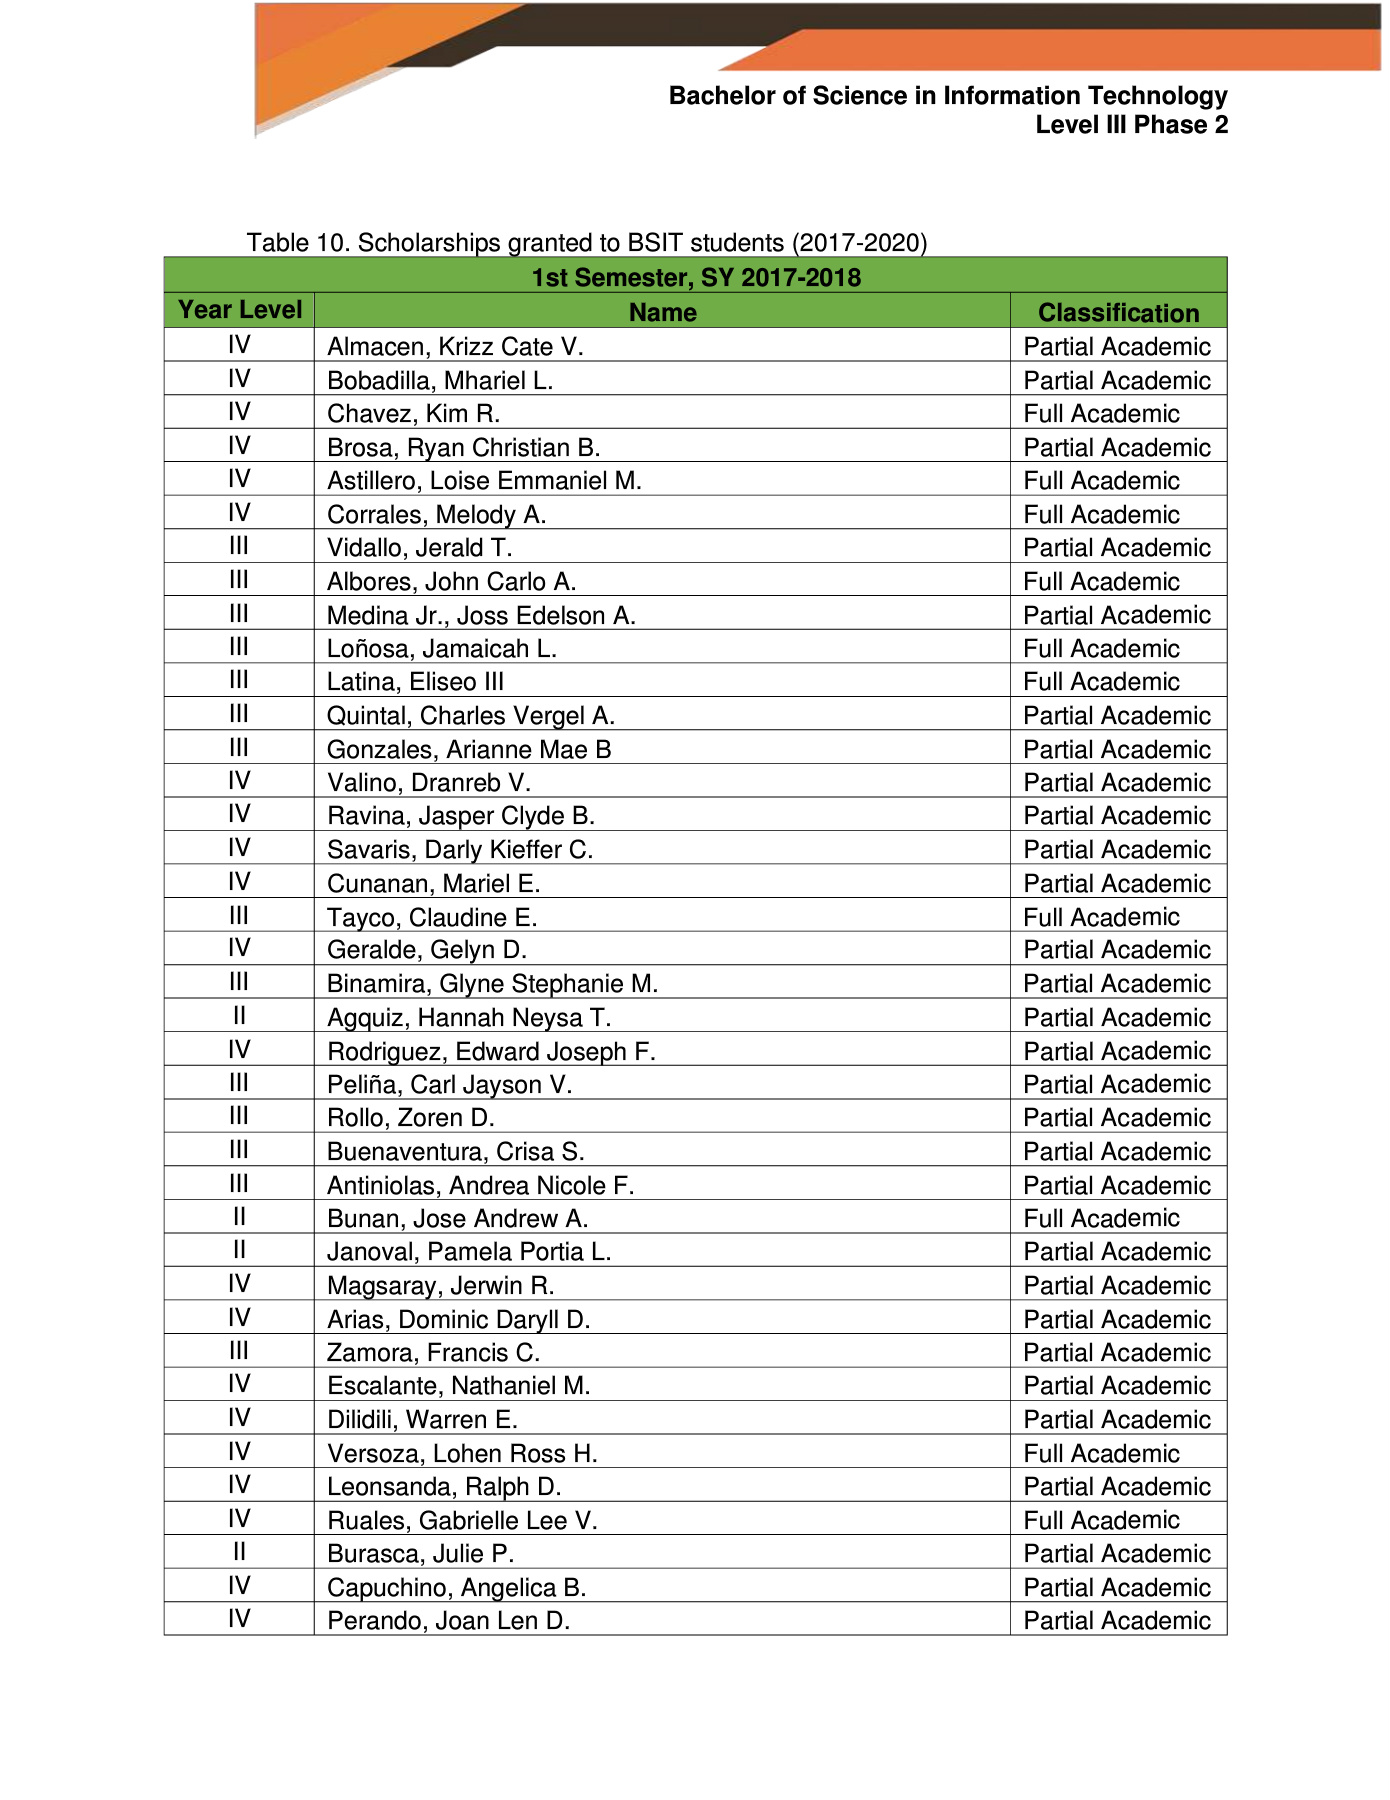 Bachelor of Science in Information Technology
Level III Phase 2
Table 10. Scholarships granted to BSIT students (2017-2020)
1st Semester, SY 2017-2018
Year Level Name Classification
IV Almacen, Krizz Cate V. Partial Academic
IV Bobadilla, Mhariel L. Partial Academic
IV Chavez, Kim R. Full Academic
IV Brosa, Ryan Christian B. Partial Academic
IV Astillero, Loise Emmaniel M. Full Academic
IV Corrales, Melody A. Full Academic
III Vidallo, Jerald T. Partial Academic
III Albores, John Carlo A. Full Academic
III Medina Jr., Joss Edelson A. Partial Academic
III Loñosa, Jamaicah L. Full Academic
III Latina, Eliseo III Full Academic
III Quintal, Charles Vergel A. Partial Academic
III Gonzales, Arianne Mae B Partial Academic
IV Valino, Dranreb V. Partial Academic
IV Ravina, Jasper Clyde B. Partial Academic
IV Savaris, Darly Kieffer C. Partial Academic
IV Cunanan, Mariel E. Partial Academic
III Tayco, Claudine E. Full Academic
IV Geralde, Gelyn D. Partial Academic
III Binamira, Glyne Stephanie M. Partial Academic
II Agquiz, Hannah Neysa T. Partial Academic
IV Rodriguez, Edward Joseph F. Partial Academic
III Peliña, Carl Jayson V. Partial Academic
III Rollo, Zoren D. Partial Academic
III Buenaventura, Crisa S. Partial Academic
III Antiniolas, Andrea Nicole F. Partial Academic
II Bunan, Jose Andrew A. Full Academic
II Janoval, Pamela Portia L. Partial Academic
IV Magsaray, Jerwin R. Partial Academic
IV Arias, Dominic Daryll D. Partial Academic
III Zamora, Francis C. Partial Academic
IV Escalante, Nathaniel M. Partial Academic
IV Dilidili, Warren E. Partial Academic
IV Versoza, Lohen Ross H. Full Academic
IV Leonsanda, Ralph D. Partial Academic
IV Ruales, Gabrielle Lee V. Full Academic
II Burasca, Julie P. Partial Academic
IV Capuchino, Angelica B. Partial Academic
IV Perando, Joan Len D. Partial Academic